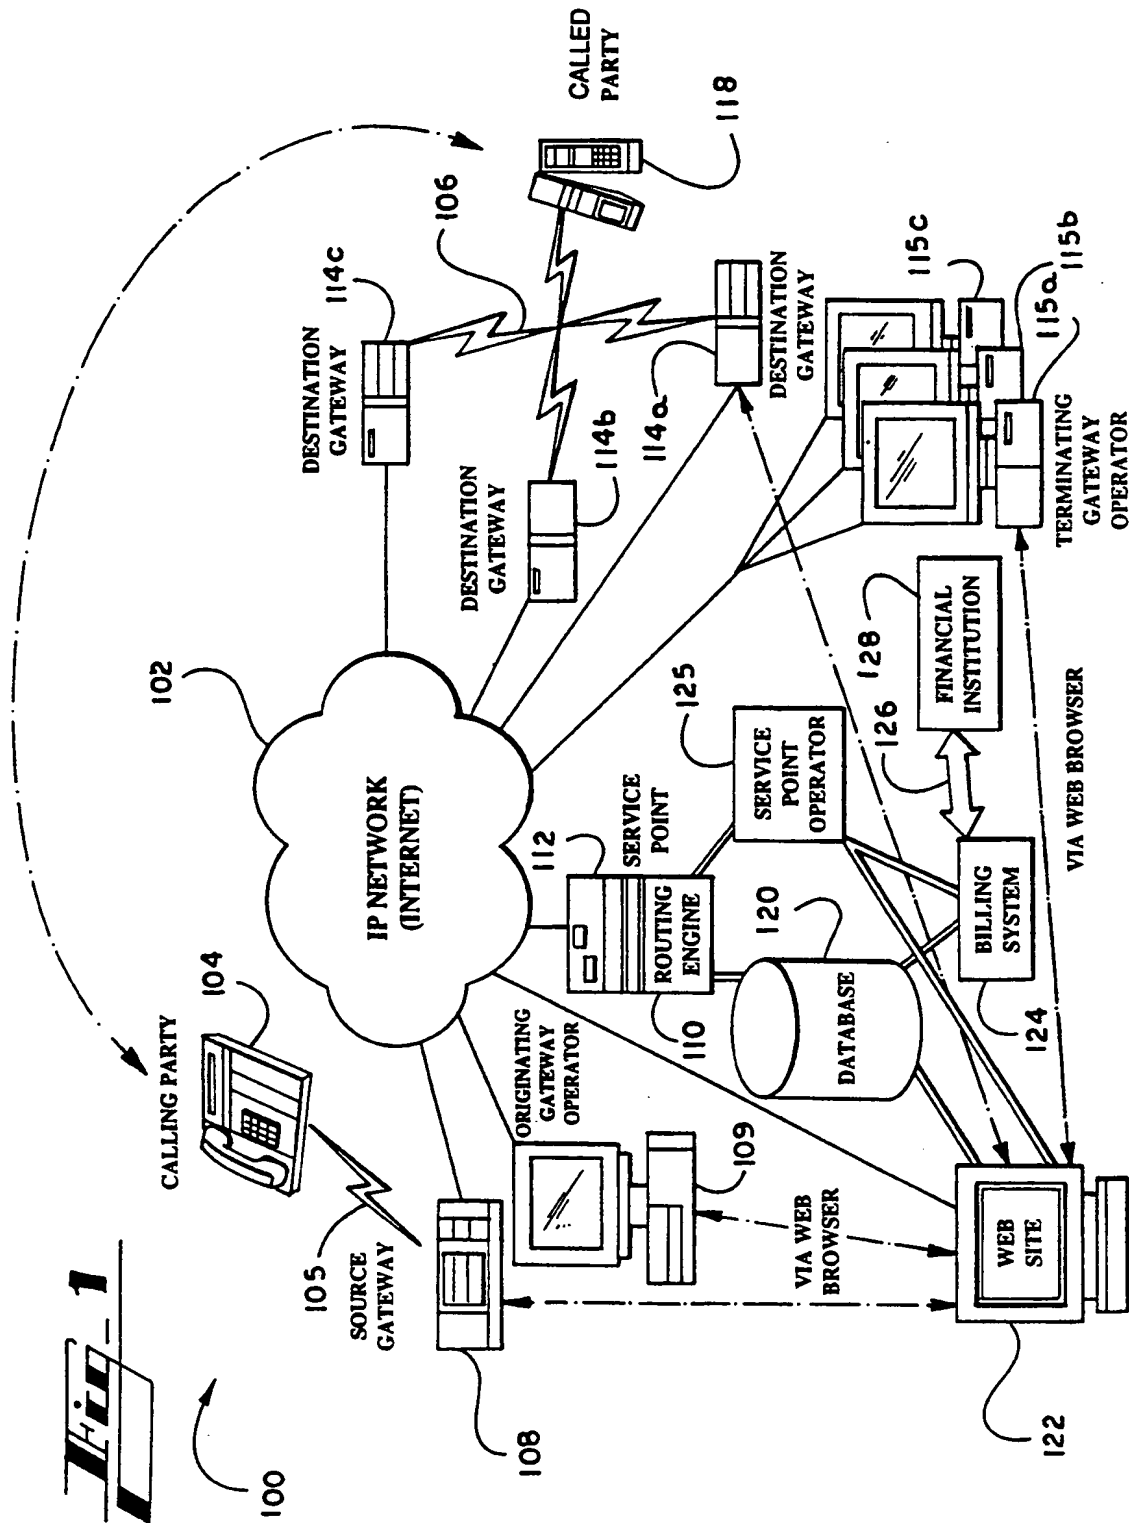 Fig_1
100
CALLING PARTY
104
105
SOURCE
GATEWAY
108
102
IP NETWORK
(INTERNET)
DESTINATION
GATEWAY
114c
106
CALLED
PARTY
118
DESTINATION
GATEWAY
114b
114a
DESTINATION
GATEWAY
ORIGINATING
GATEWAY
OPERATOR
109
112
SERVICE
POINT
ROUTING
ENGINE
110
125
SERVICE
POINT
OPERATOR
120
DATABASE
128
FINANCIAL
INSTITUTION
126
BILLING
SYSTEM
124
115c
115b
115a
TERMINATING
GATEWAY
OPERATOR
VIA WEB
BROWSER
VIA WEB BROWSER
WEB
SITE
122